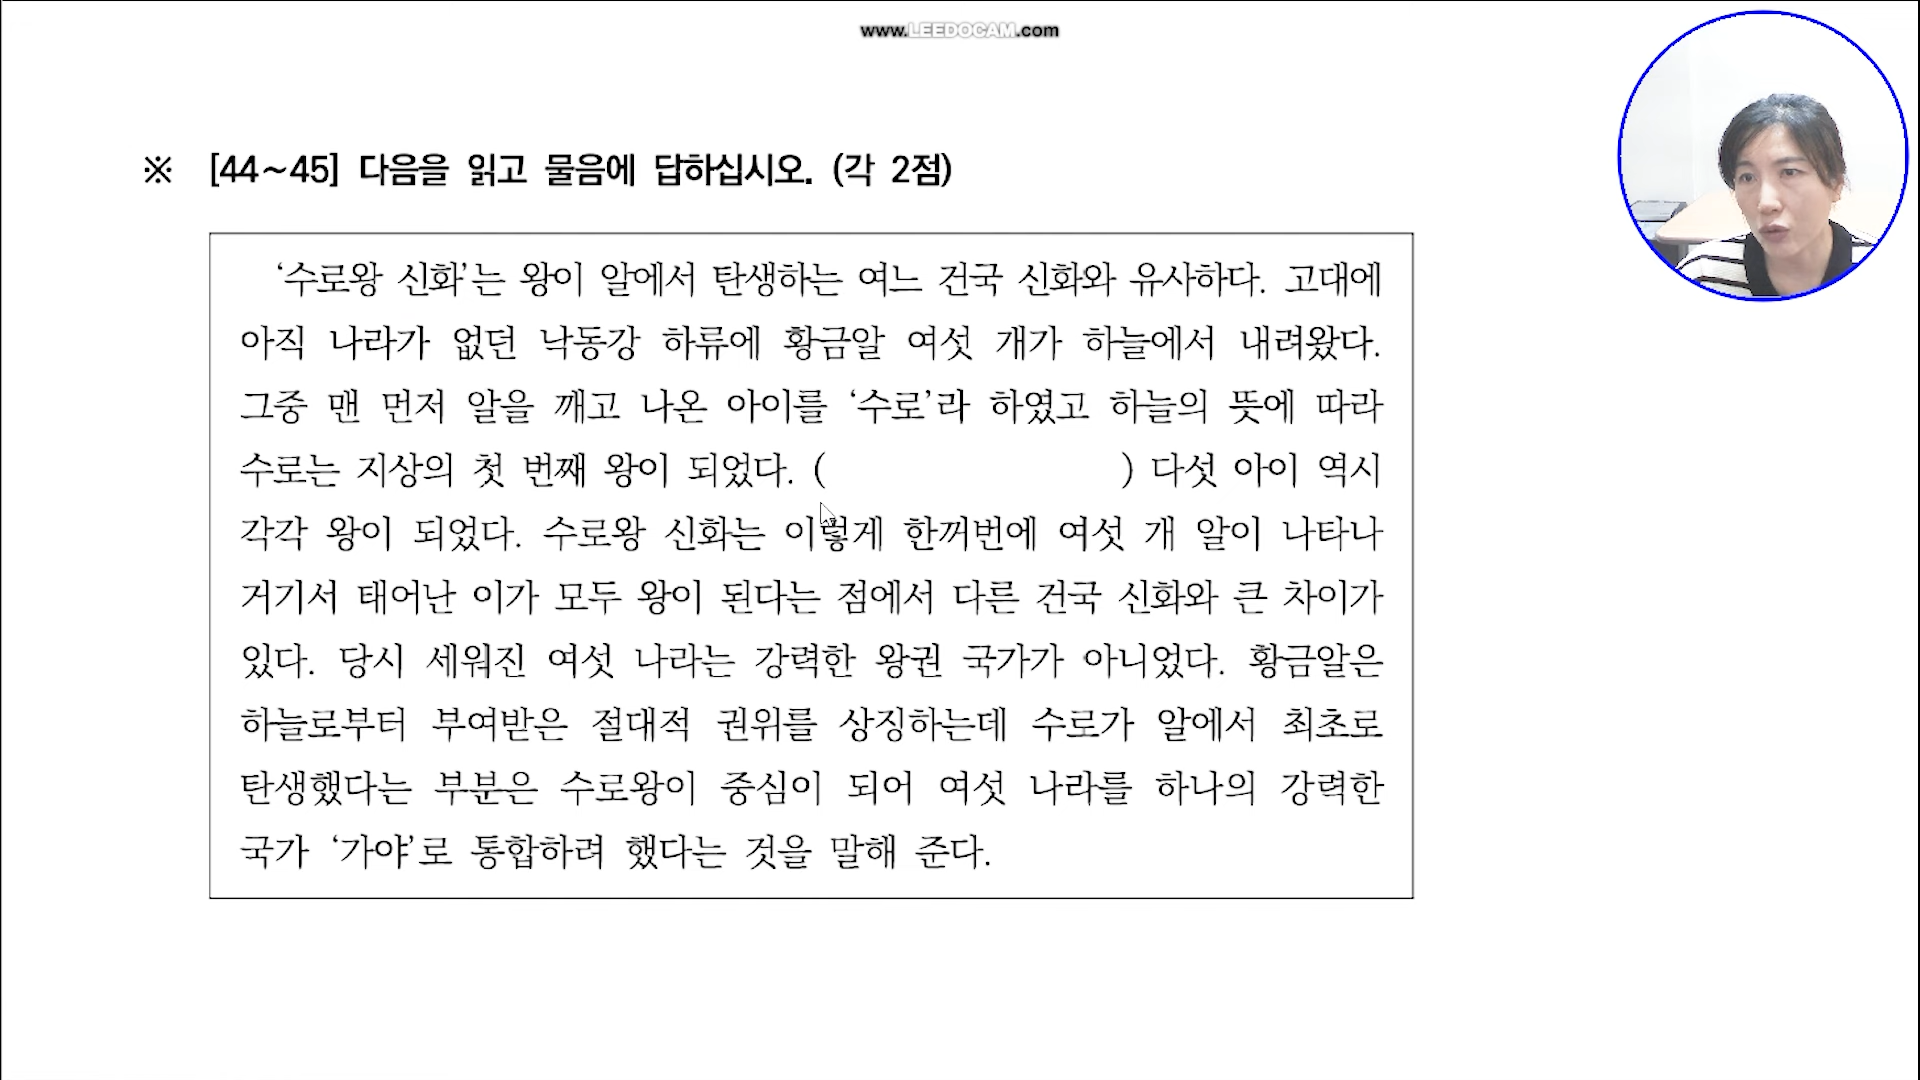 www.LEEDOCAM.com
※ [44~45] 다음을 읽고 물음에 답하십시오. (각 2점)
‘수로왕 신화’는 왕이 알에서 탄생하는 여느 건국 신화와 유사하다. 고대에
아직 나라가 없던 낙동강 하류에 황금알 여섯 개가 하늘에서 내려왔다.
그중 맨 먼저 알을 깨고 나온 아이를 ‘수로’라 하였고 하늘의 뜻에 따라
수로는 지상의 첫 번째 왕이 되었다. ( ) 다섯 아이 역시
각각 왕이 되었다. 수로왕 신화는 이렇게 한꺼번에 여섯 개 알이 나타나
거기서 태어난 이가 모두 왕이 된다는 점에서 다른 건국 신화와 큰 차이가
있다. 당시 세워진 여섯 나라는 강력한 왕권 국가가 아니었다. 황금알은
하늘로부터 부여받은 절대적 권위를 상징하는데 수로가 알에서 최초로
탄생했다는 부분은 수로왕이 중심이 되어 여섯 나라를 하나의 강력한
국가 ‘가야’로 통합하려 했다는 것을 말해 준다.